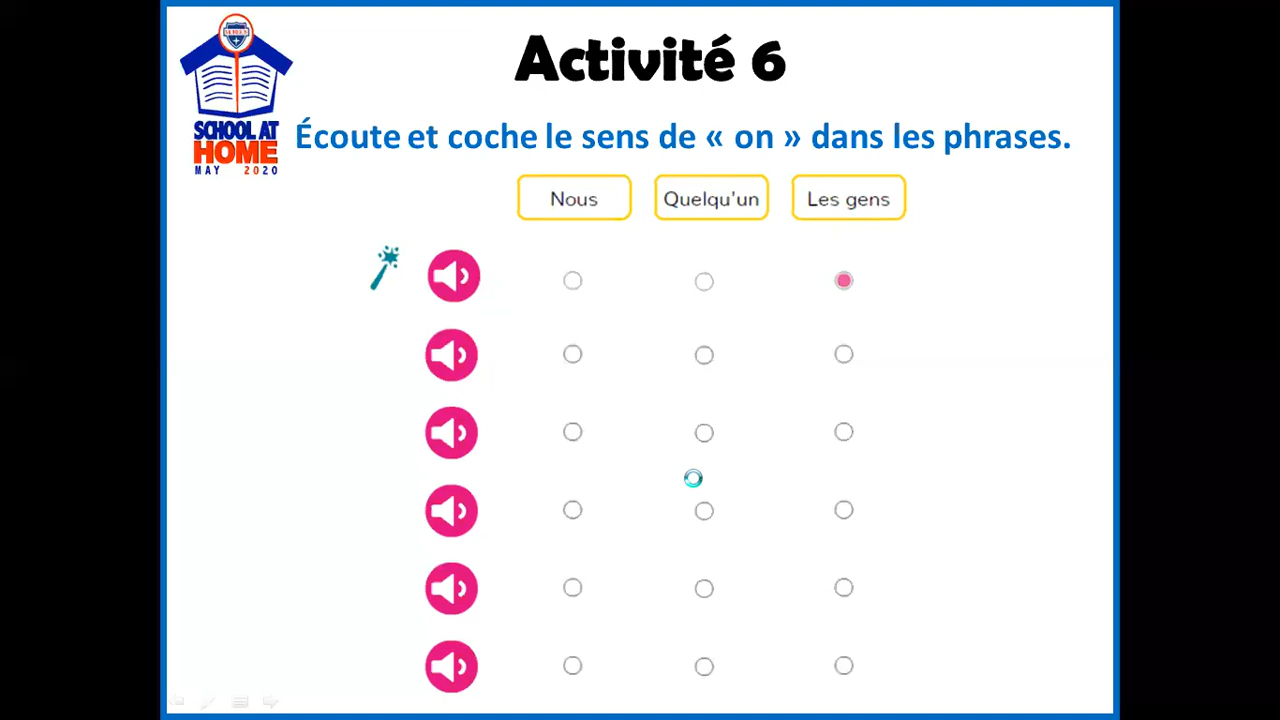 Activité 6
SCHOOL AT
HOME
MAY 2020
Écoute et coche le sens de « on » dans les phrases.
Nous Quelqu'un Les gens